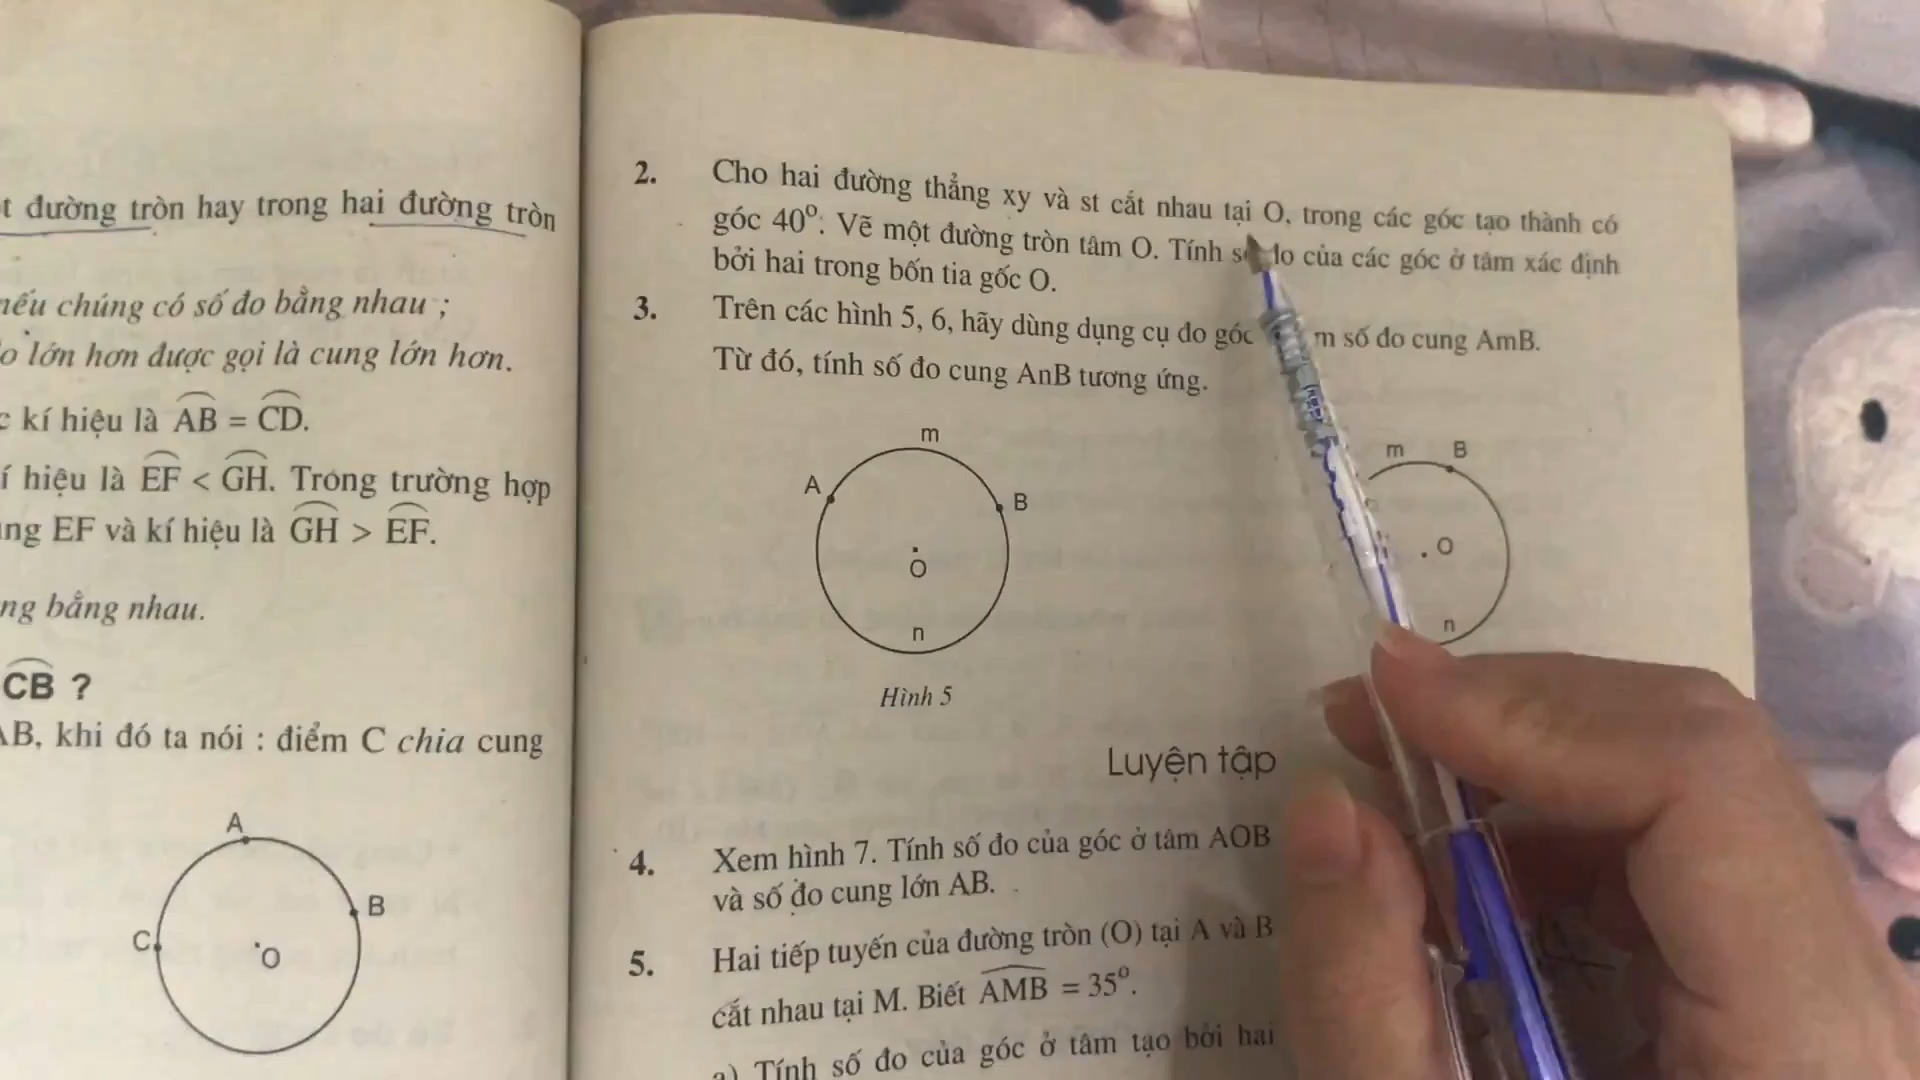 t đường tròn hay trong hai đường tròn
nếu chúng có số đo bằng nhau ;
lớn hơn được gọi là cung lớn hơn.
kí hiệu là AB = CD.
hiệu là EF < GH. Trong trường hợp
EF và kí hiệu là GH > EF.
bằng nhau.
CB ?
AB, khi đó ta nói : điểm C chia cung
A
B
C
O
2. Cho hai đường thẳng xy và st cắt nhau tại O, trong các góc tạo thành có
góc 40°. Vẽ một đường tròn tâm O. Tính số đo của các góc ở tâm xác định
bởi hai trong bốn tia gốc O.
3. Trên các hình 5, 6, hãy dùng dụng cụ đo góc m số đo cung AmB.
Từ đó, tính số đo cung AnB tương ứng.
m
A
B
O
n
Hình 5
m B
O
n
Luyện tập
4. Xem hình 7. Tính số đo của góc ở tâm AOB
và số đo cung lớn AB.
5. Hai tiếp tuyến của đường tròn (O) tại A và B
cắt nhau tại M. Biết AMB = 35°.
a) Tính số đo của góc ở tâm tạo bởi hai